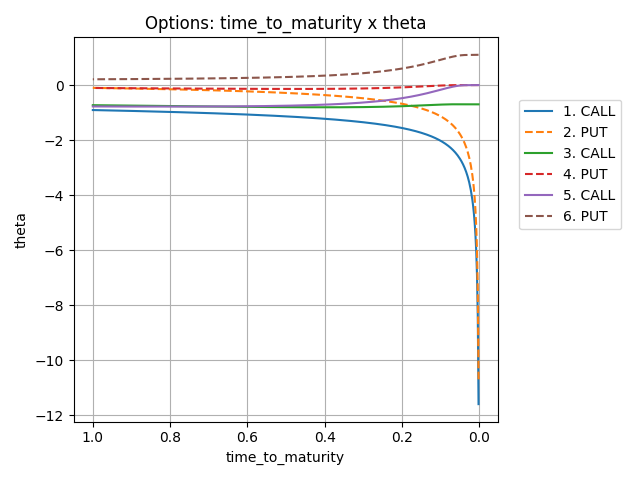 Options: time_to_maturity x theta
theta
0
−2
−4
−6
−8
−10
−12
1.0 0.8 0.6 0.4 0.2 0.0
time_to_maturity
1. CALL
2. PUT
3. CALL
4. PUT
5. CALL
6. PUT